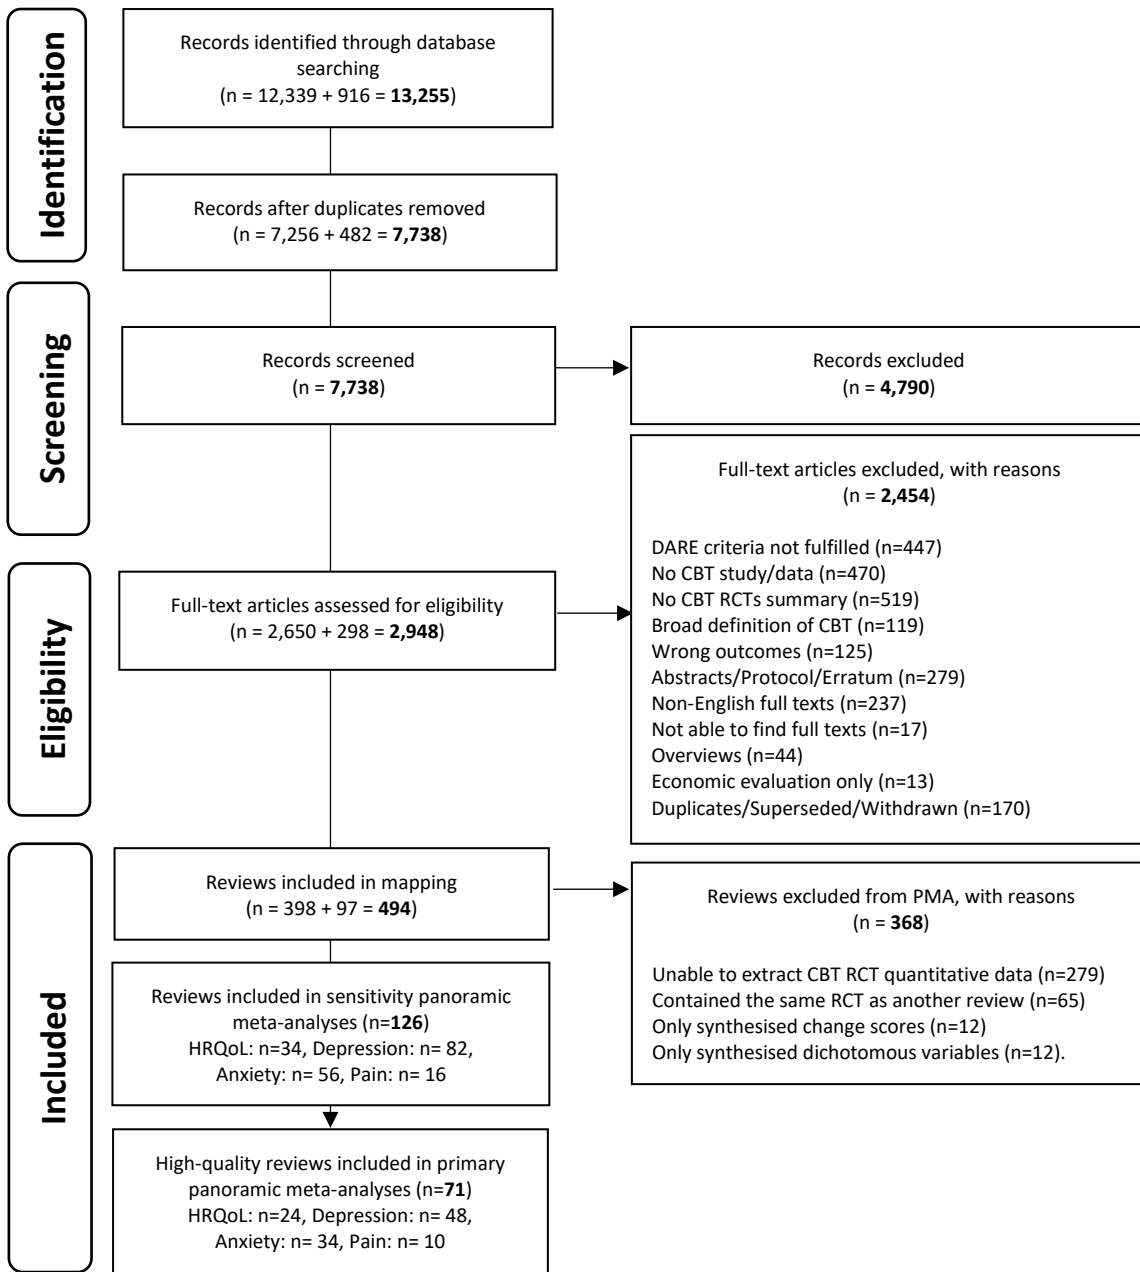 Identification
Records identified through database
searching
(n = 12,339 + 916 = 13,255)
Records after duplicates removed
(n = 7,256 + 482 = 7,738)
Screening
Records screened
(n = 7,738)
Records excluded
(n = 4,790)
Full-text articles excluded, with reasons
(n = 2,454)
DARE criteria not fulfilled (n=447)
No CBT study/data (n=470)
No CBT RCTs summary (n=519)
Broad definition of CBT (n=119)
Wrong outcomes (n=125)
Abstracts/Protocol/Erratum (n=279)
Non-English full texts (n=237)
Not able to find full texts (n=17)
Overviews (n=44)
Economic evaluation only (n=13)
Duplicates/Superseded/Withdrawn (n=170)
Eligibility
Full-text articles assessed for eligibility
(n = 2,650 + 298 = 2,948)
Included
Reviews included in mapping
(n = 398 + 97 = 494)
Reviews excluded from PMA, with reasons
(n = 368)
Unable to extract CBT RCT quantitative data (n=279)
Contained the same RCT as another review (n=65)
Only synthesised change scores (n=12)
Only synthesised dichotomous variables (n=12).
Reviews included in sensitivity panoramic
meta-analyses (n=126)
HRQoL: n=34, Depression: n= 82,
Anxiety: n= 56, Pain: n= 16
High-quality reviews included in primary
panoramic meta-analyses (n=71)
HRQoL: n=24, Depression: n= 48,
Anxiety: n= 34, Pain: n= 10